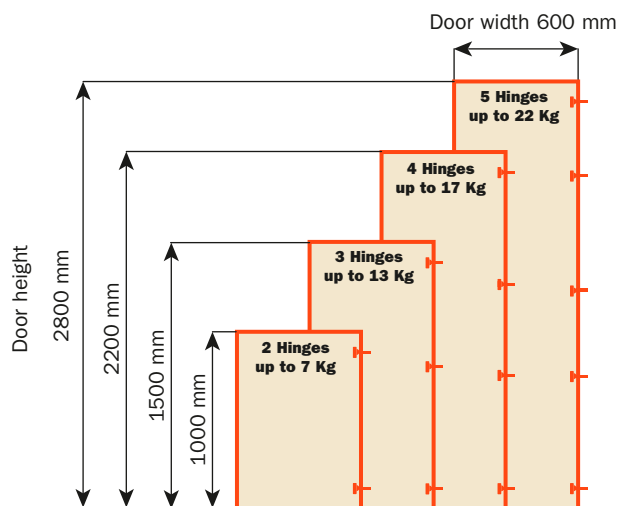 Door width 600 mm
5 Hinges
up to 22 Kg
4 Hinges
up to 17 Kg
3 Hinges
up to 13 Kg
2 Hinges
up to 7 Kg
Door height
2800 mm
2200 mm
1500 mm
1000 mm